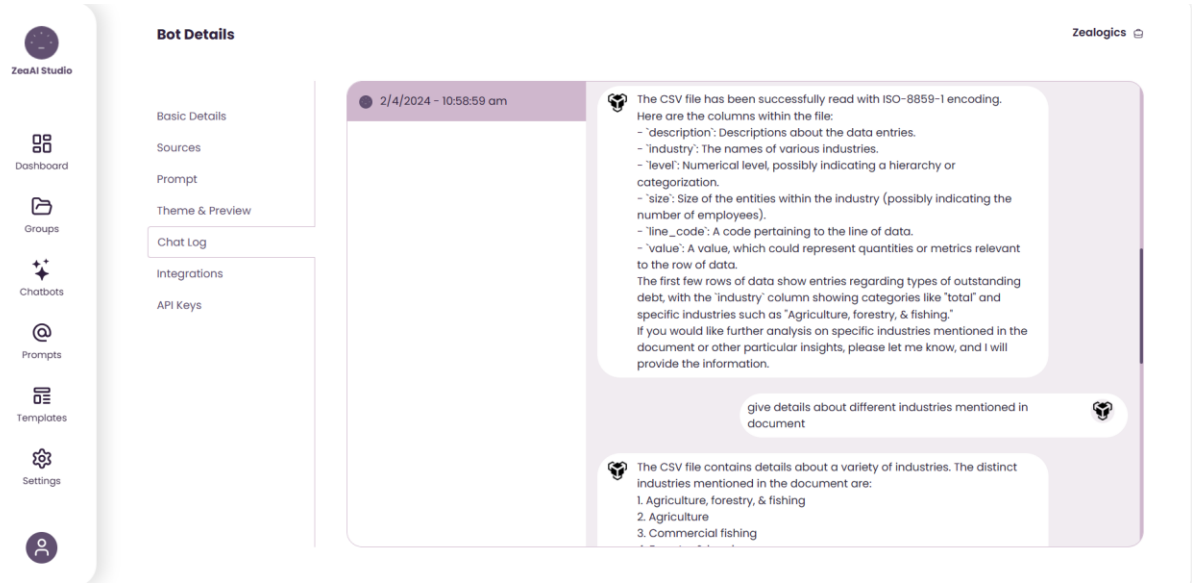 Bot Details
Zealogics
ZeaAI Studio
Dashboard
Groups
Chatbots
Prompts
Templates
Settings
Basic Details
Sources
Prompt
Theme & Preview
Chat Log
Integrations
API Keys
2/4/2024 - 10:58:59 am
The CSV file has been successfully read with ISO-8859-1 encoding.
Here are the columns within the file:
- `description`: Descriptions about the data entries.
- `industry`: The names of various industries.
- `level`: Numerical level, possibly indicating a hierarchy or
categorization.
- `size`: Size of the entities within the industry (possibly indicating the
number of employees).
- `line_code`: A code pertaining to the line of data.
- `value`: A value, which could represent quantities or metrics relevant
to the row of data.
The first few rows of data show entries regarding types of outstanding
debt, with the `industry` column showing categories like "total" and
specific industries such as "Agriculture, forestry, & fishing."
If you would like further analysis on specific industries mentioned in the
document or other particular insights, please let me know, and I will
provide the information.
give details about different industries mentioned in
document
The CSV file contains details about a variety of industries. The distinct
industries mentioned in the document are:
1. Agriculture, forestry, & fishing
2. Agriculture
3. Commercial fishing